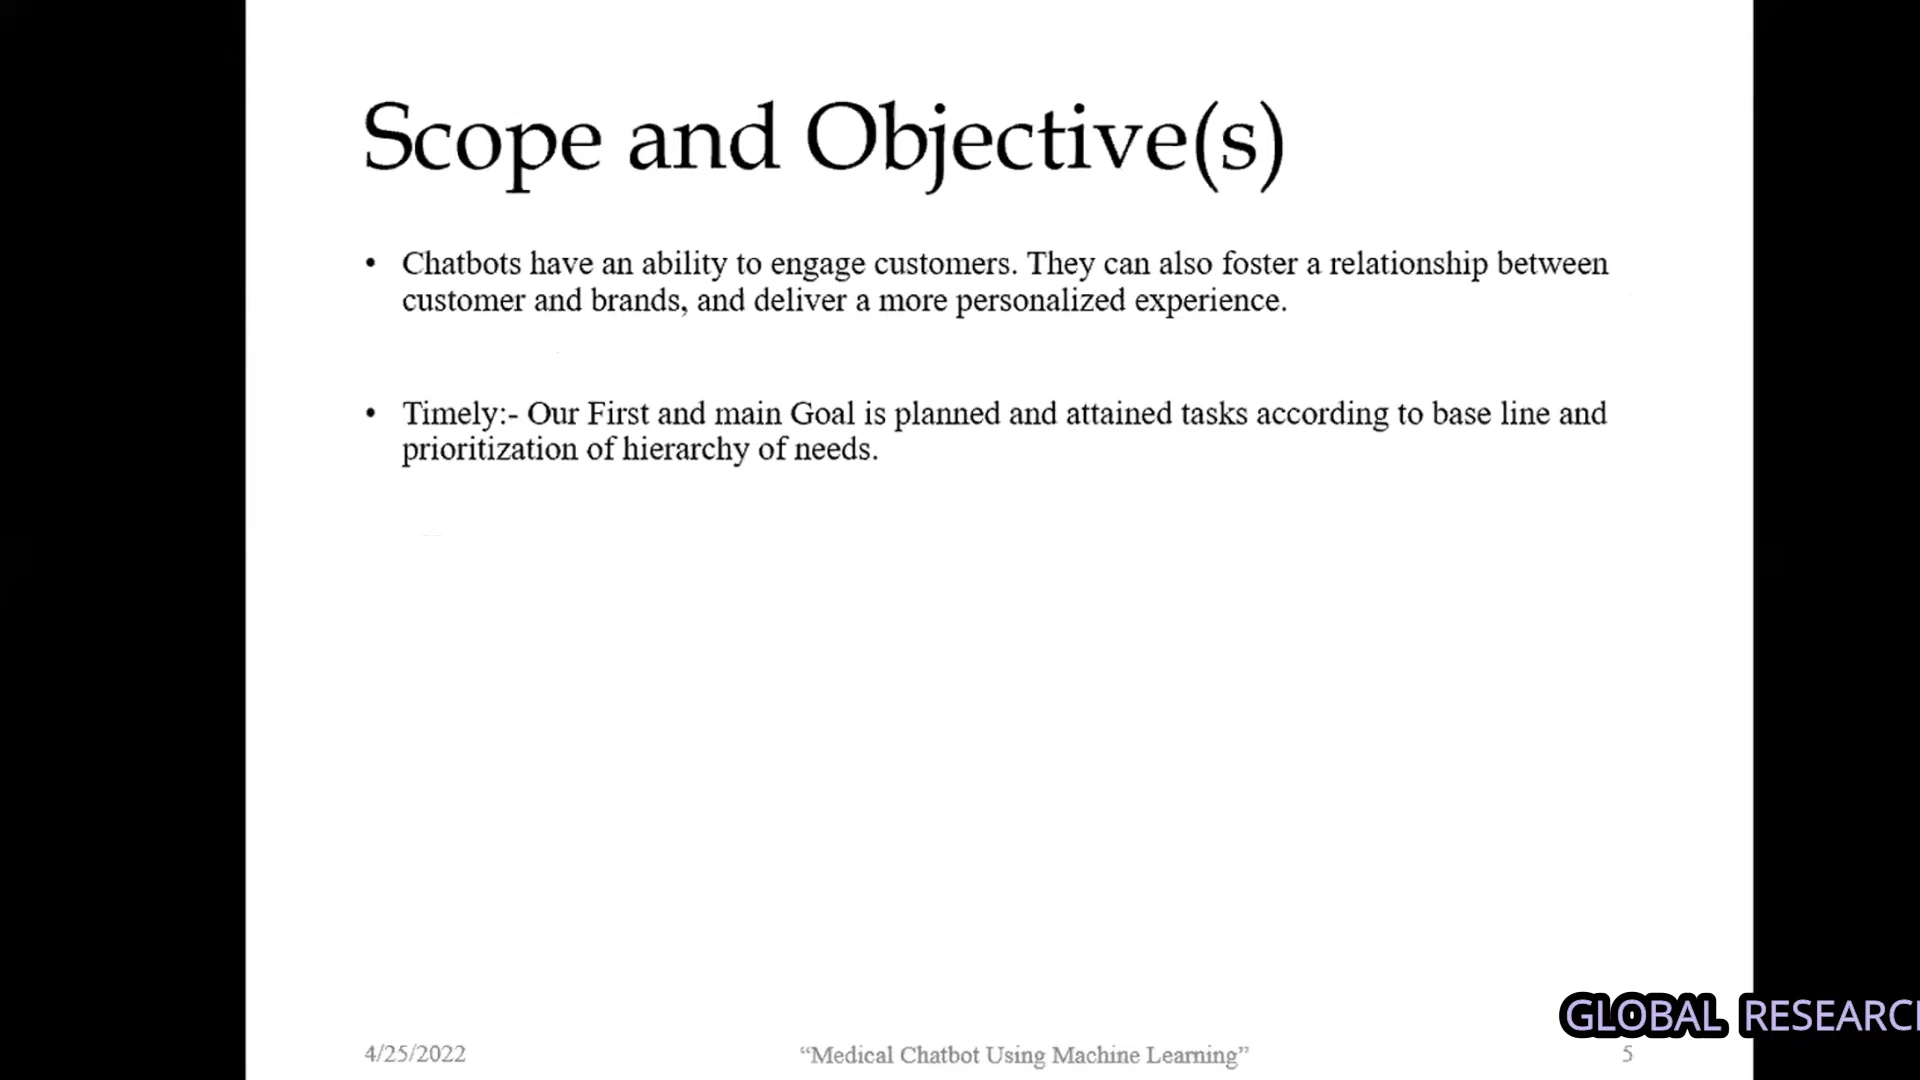 Scope and Objective(s)
• Chatbots have an ability to engage customers. They can also foster a relationship between
customer and brands, and deliver a more personalized experience.
• Timely:- Our First and main Goal is planned and attained tasks according to base line and
prioritization of hierarchy of needs.
GLOBAL RESEARC
4/25/2022
“Medical Chatbot Using Machine Learning”
5